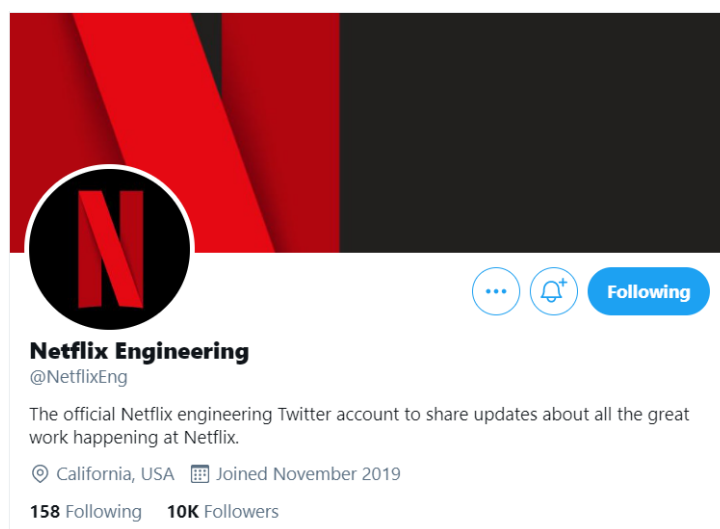 N
Following
Netflix Engineering
@NetflixEng
The official Netflix engineering Twitter account to share updates about all the great
work happening at Netflix.
California, USA Joined November 2019
158 Following 10K Followers